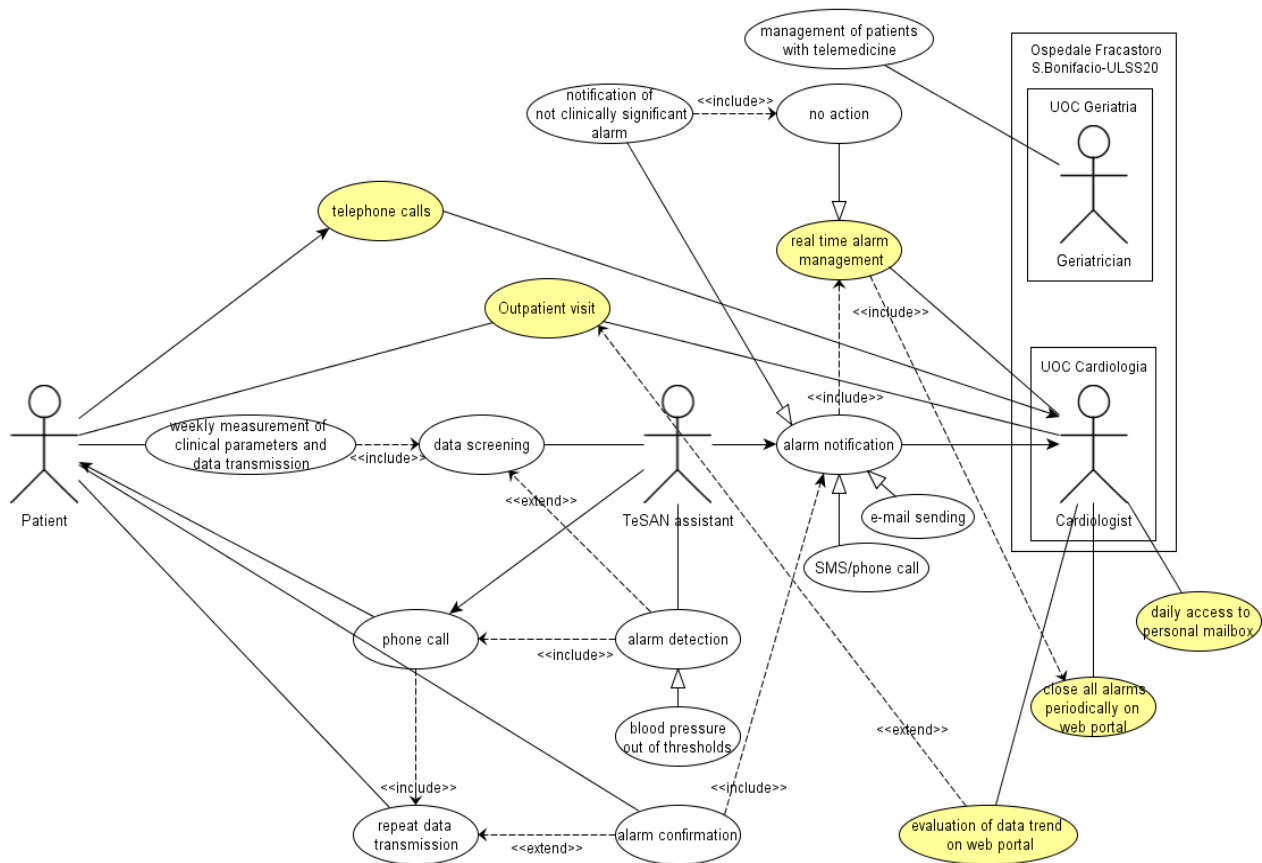 management of patients
with telemedicine
Ospedale Fracastoro
S.Bonifacio-ULSS20
notification of
not clinically significant
alarm
<<include>>
no action
UOC Geriatria
Geriatrician
telephone calls
real time alarm
management
Outpatient visit
<<include>>
UOC Cardiologia
Cardiologist
<<include>>
Patient
weekly measurement of
clinical parameters and
data transmission
<<include>>
data screening
TeSAN assistant
alarm notification
<<extend>>
e-mail sending
SMS/phone call
daily access to
personal mailbox
phone call
<<include>>
alarm detection
close all alarms
periodically on
web portal
blood pressure
out of thresholds
<<extend>>
<<include>>
<<include>>
repeat data
transmission
<<extend>>
alarm confirmation
evaluation of data trend
on web portal